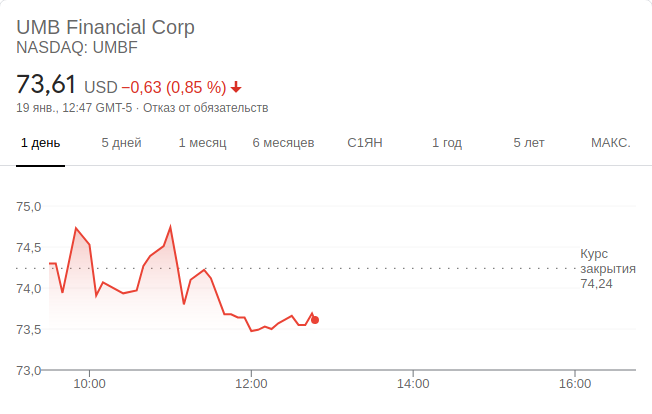 UMB Financial Corp
NASDAQ: UMBF
73,61 USD −0,63 (0,85 %)
19 янв., 12:47 GMT-5 · Отказ от обязательств
1 день 5 дней 1 месяц 6 месяцев С1ЯН 1 год 5 лет МАКС.
75,0
74,5
Курс
закрытия
74,24
74,0
73,5
73,0
10:00 12:00 14:00 16:00